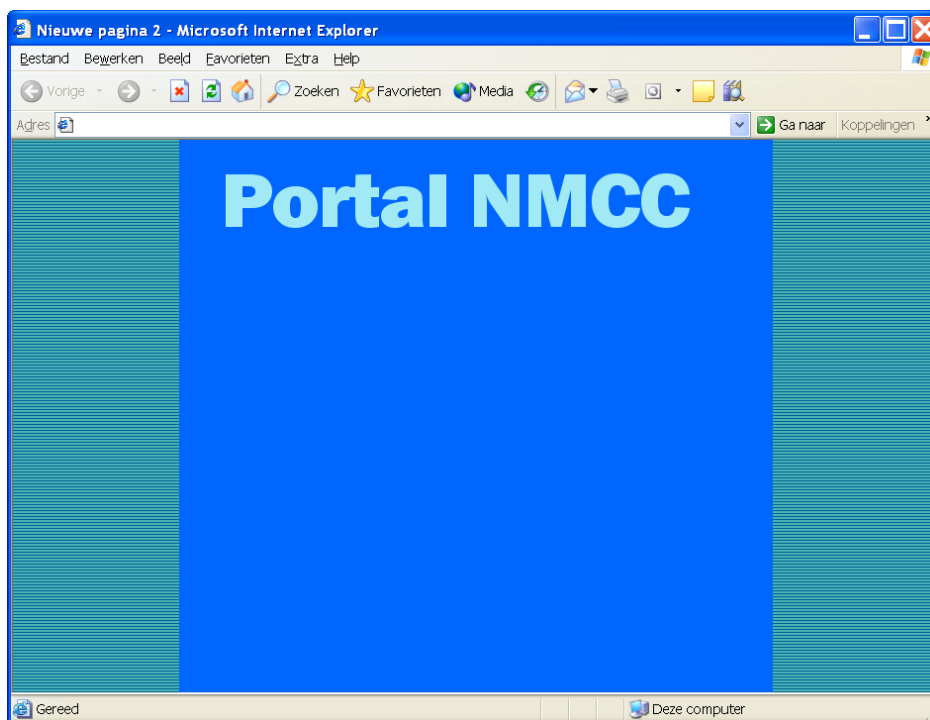 Nieuwe pagina 2 - Microsoft Internet Explorer
Bestand Bewerken Beeld Favorieten Extra Help
Vorige Zoeken Favorieten Media
Adres Ga naar Koppelingen »
Portal NMCC
Gereed Deze computer